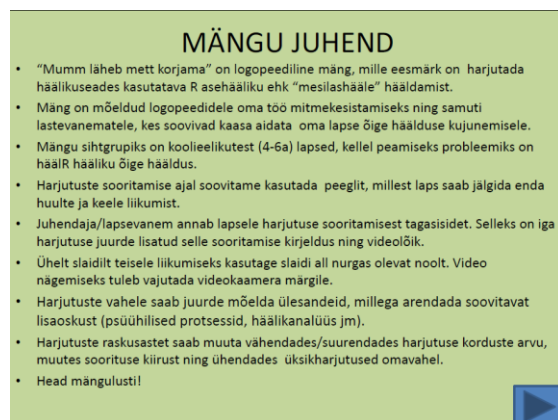 MÄNGU JUHEND
• “Mumm läheb mett korjama” on logopeediline mäng, mille eesmärk on harjutada
häälikuseades kasutatava R asehääliku ehk “mesilashääle” hääldamist.
• Mäng on mõeldud logopeedidele oma töö mitmekesistamiseks ning samuti
lastevanematele, kes soovivad kaasa aidata oma lapse õige häälduse kujunemisele.
• Mängu sihtgrupiks on koolieelikutest (4-6a) lapsed, kellel peamiseks probleemiks on
häälR hääliku õige hääldus.
• Harjutuste sooritamise ajal soovitame kasutada peeglit, millest laps saab jälgida enda
huulte ja keele liikumist.
• Juhendaja/lapsevanem annab lapsele harjutuse sooritamisest tagasisidet. Selleks on iga
harjutuse juurde lisatud selle sooritamise kirjeldus ning videolõik.
• Ühelt slaidilt teisele liikumiseks kasutage slaidi all nurgas olevat noolt. Video
nägemiseks tuleb vajutada videokaamera märgile.
• Harjutuste vahele saab juurde mõelda ülesandeid, millega arendada soovitavat
lisaoskust (psüühilised protsessid, häälikanalüüs jm).
• Harjutuste raskusastet saab muuta vähendades/suurendades harjutuse korduste arvu,
muutes soorituse kiirust ning ühendades üksikharjutused omavahel.
• Head mängulusti!